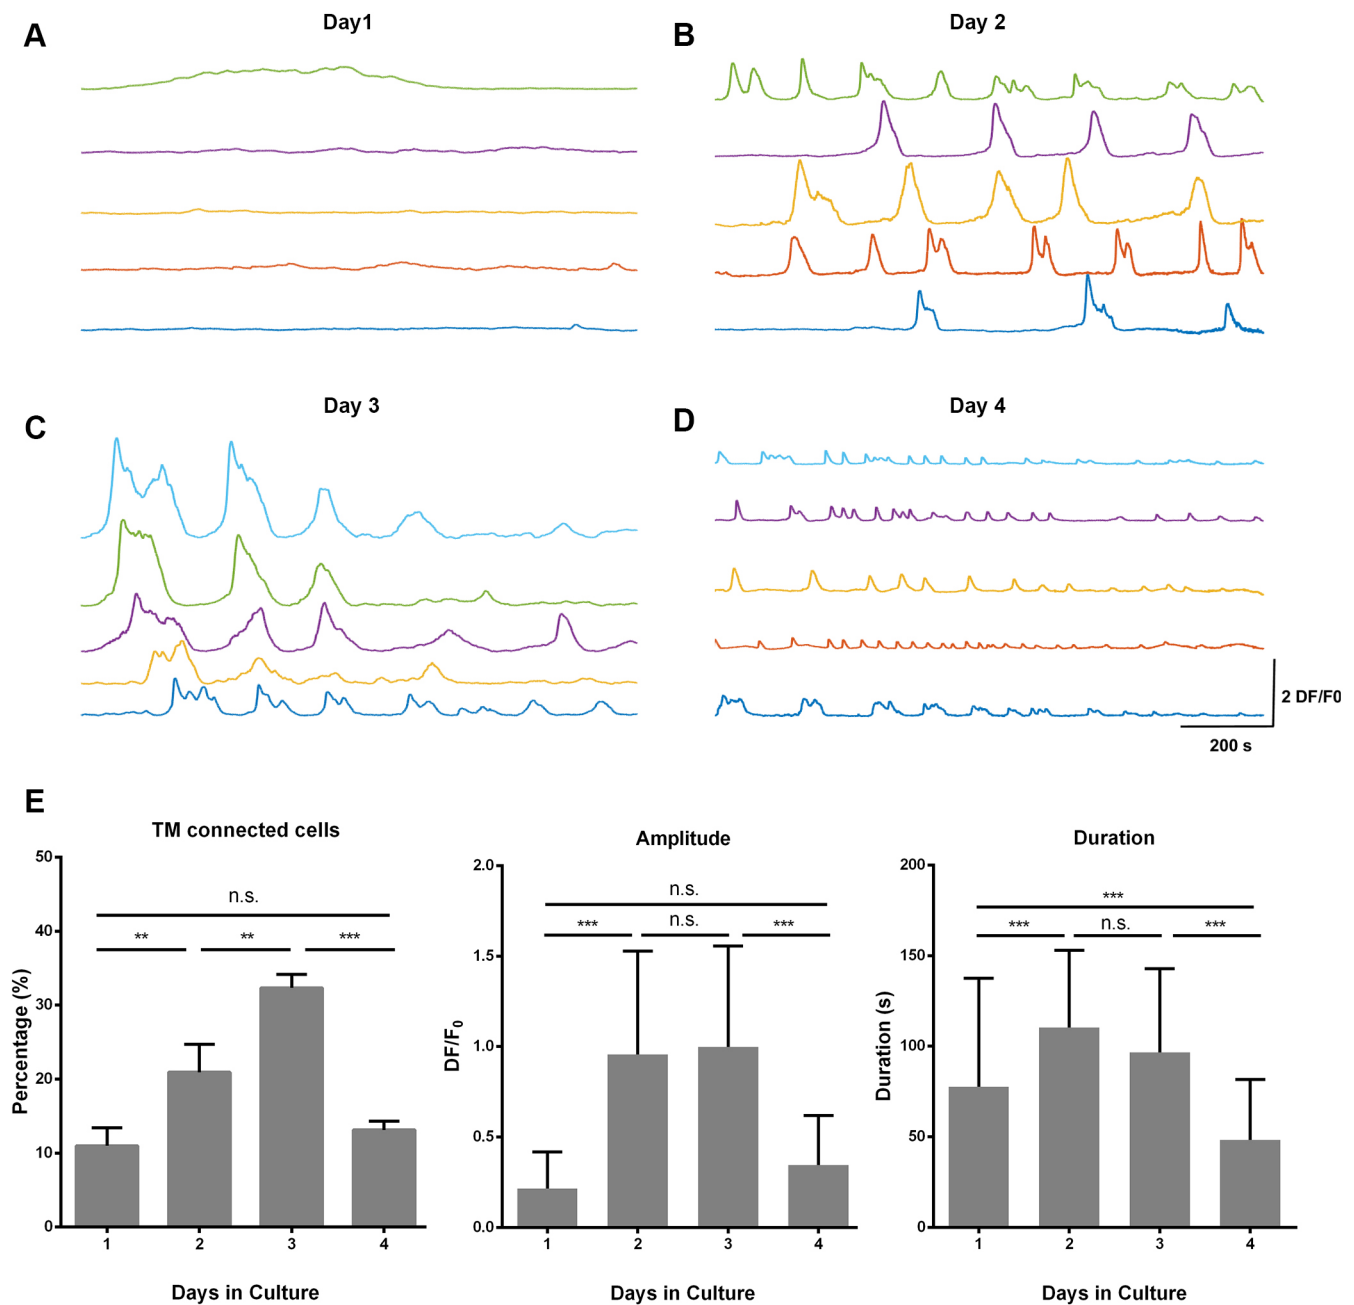 A
Day1
B
Day 2
C
Day 3
D
Day 4
2 DF/F0
200 s
E
TM connected cells
Percentage (%)
50
40
30
20
10
0
n.s.
**
**
***
1
2
3
4
Days in Culture
Amplitude
DF/F0
2.0
1.5
1.0
0.5
0.0
n.s.
***
n.s.
***
1
2
3
4
Days in Culture
Duration
Duration (s)
200
150
100
50
0
***
***
n.s.
***
1
2
3
4
Days in Culture